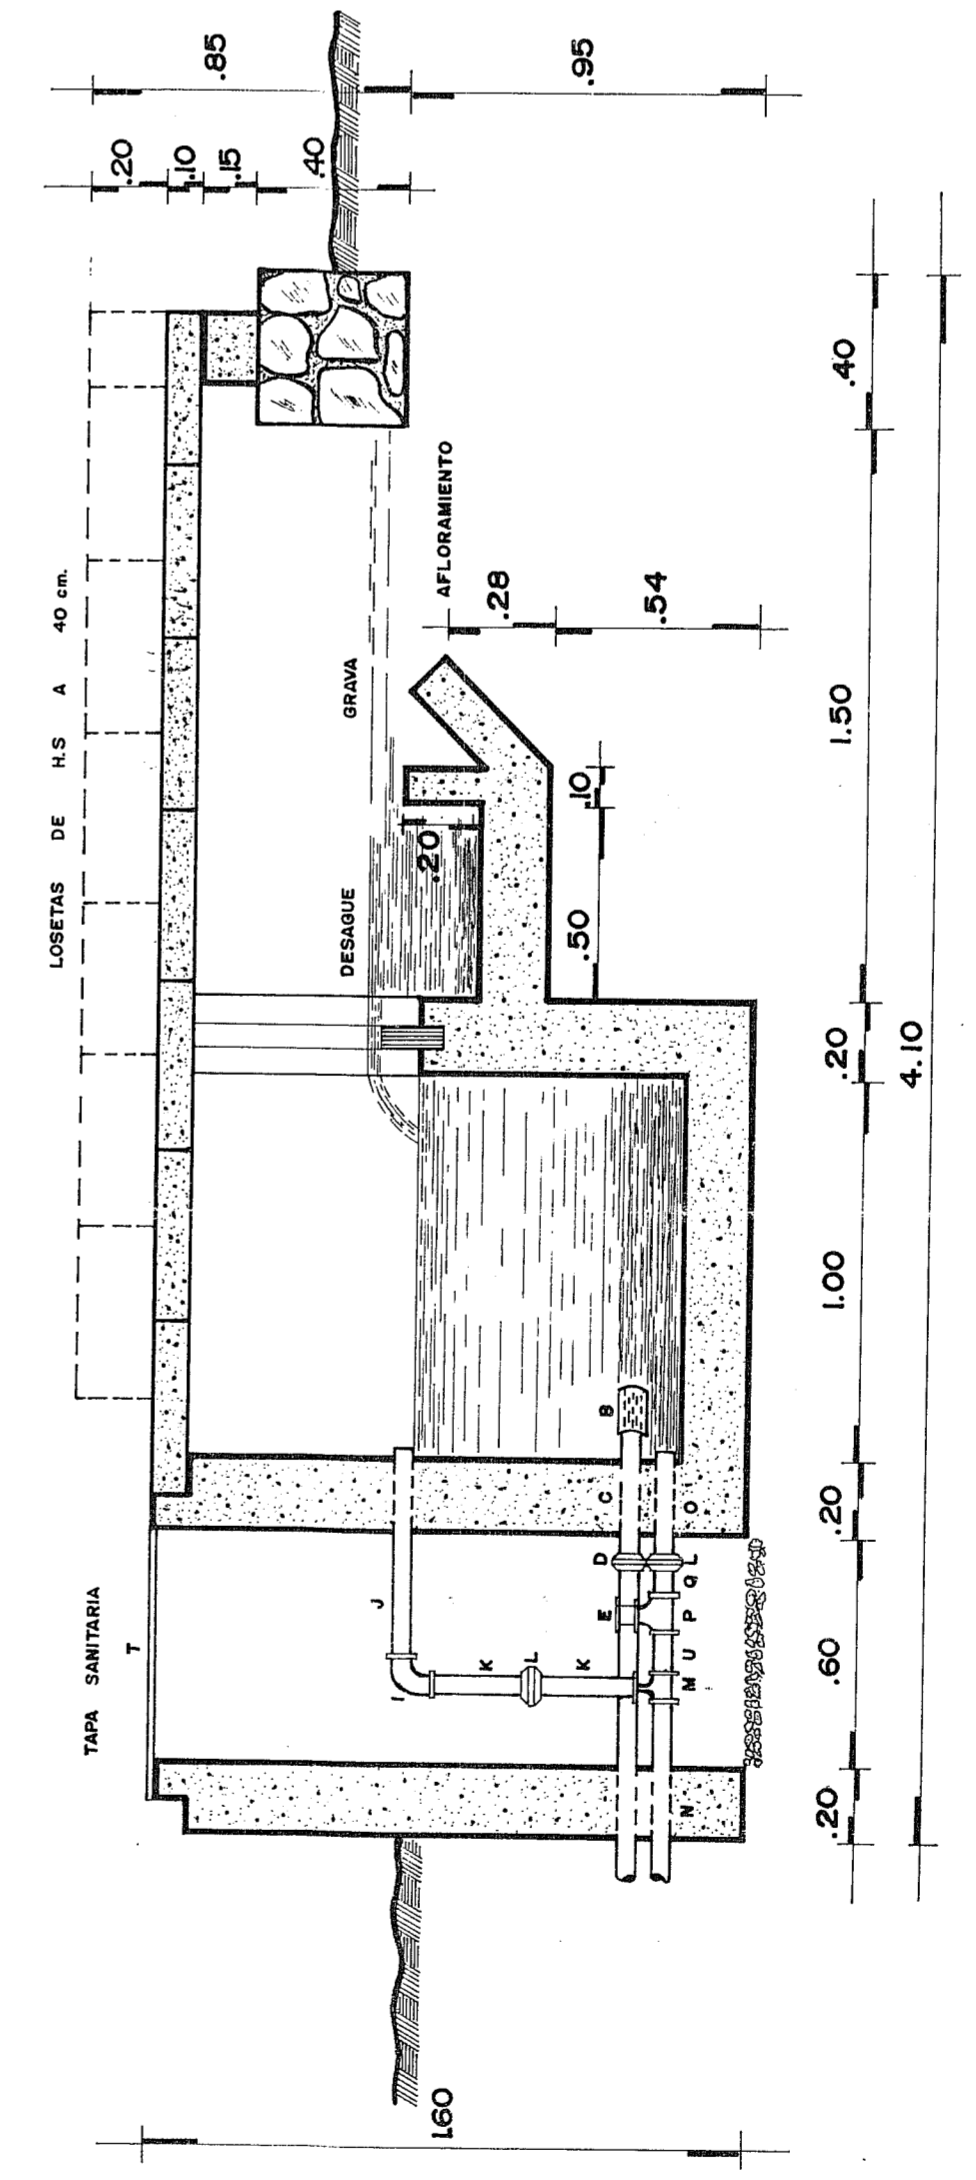 LOSETAS DE H.S A 40 cm.
TAPA SANITARIA
T
DESAGUE
GRAVA
AFLORAMIENTO
.20
.10
.15
.40
.85
.95
1.60
.28
.54
.20
.50
.10
J
I
K
L
K
B
C
D
E
O
L
Q
P
U
M
N
.20
.60
.20
1.00
.20
1.50
.40
4.10